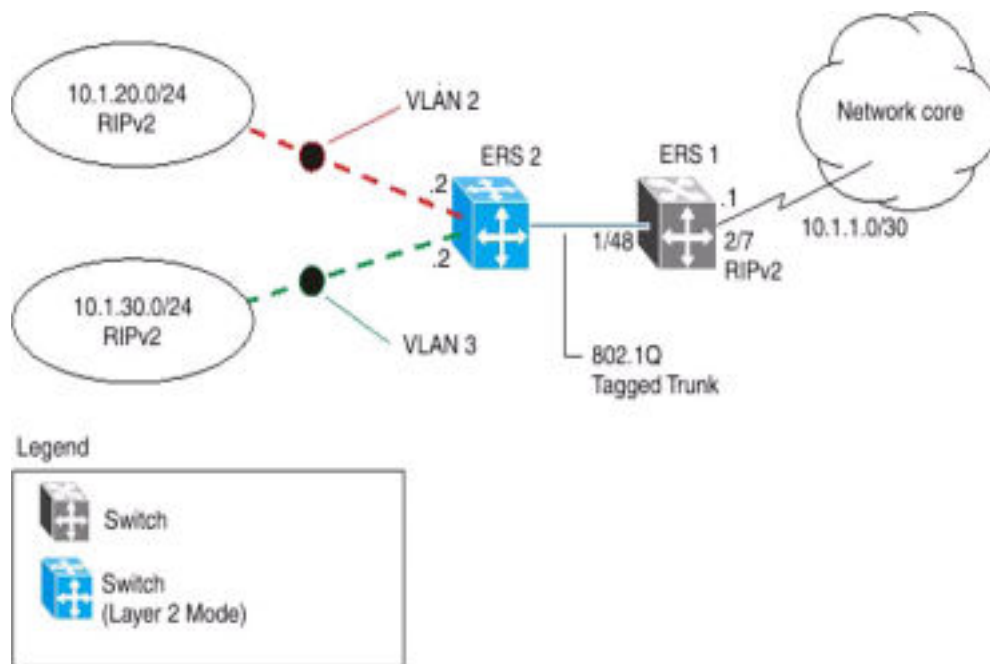 10.1.20.0/24
RIPv2
VLAN 2
Network core
ERS 2
ERS 1
.2
.1
.2
1/48
2/7
RIPv2
10.1.1.0/30
10.1.30.0/24
RIPv2
VLAN 3
802.1Q
Tagged Trunk
Legend
Switch
Switch
(Layer 2 Mode)